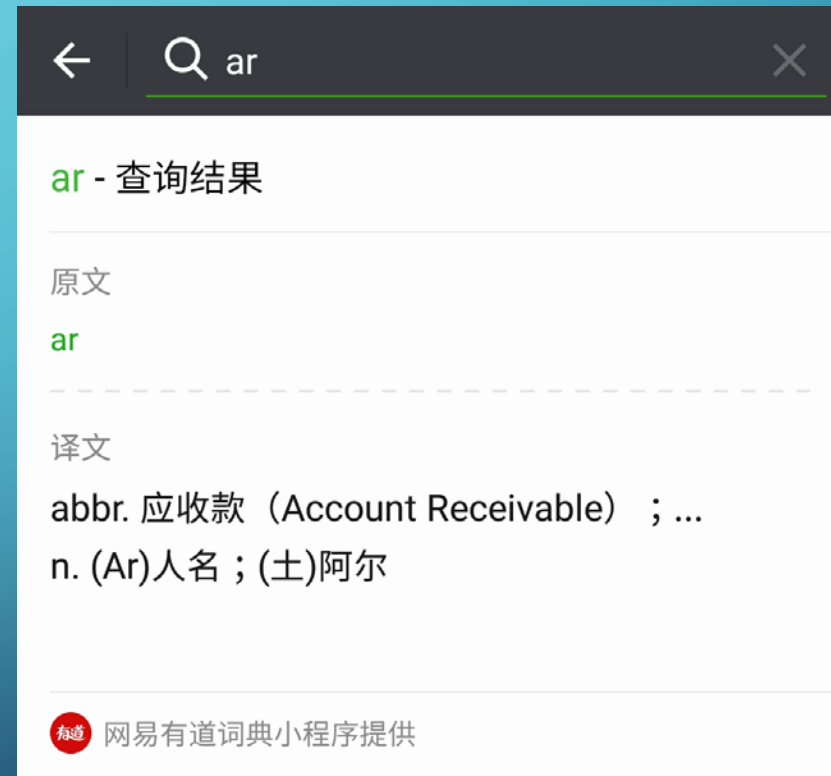 ar
ar - 查询结果
原文
ar
译文
abbr. 应收款（Account Receivable）；...
n. (Ar)人名；(土)阿尔
有道 网易有道词典小程序提供